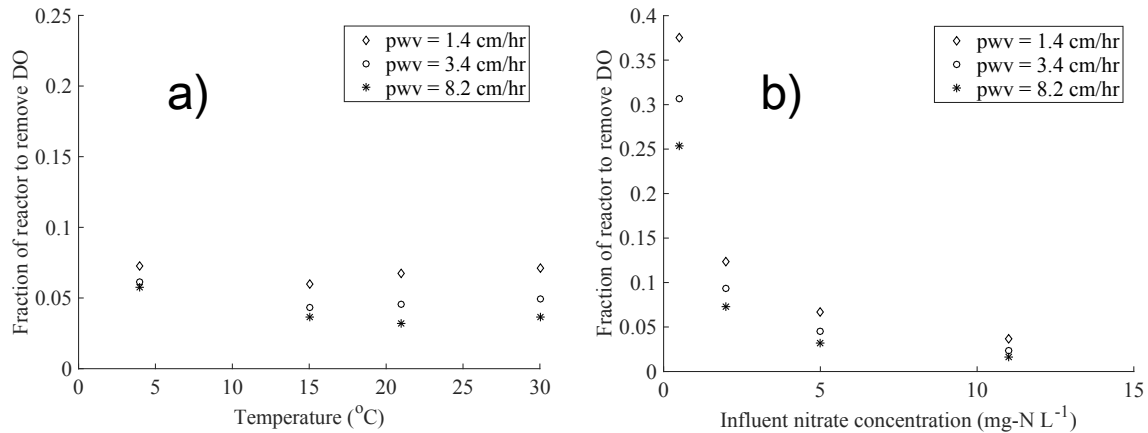 a)
Fraction of reactor to remove DO
0.25
0.2
0.15
0.1
0.05
0
pwv = 1.4 cm/hr
pwv = 3.4 cm/hr
pwv = 8.2 cm/hr
0 5 10 15 20 25 30
Temperature (°C)
b)
Fraction of reactor to remove DO
0.4
0.35
0.3
0.25
0.2
0.15
0.1
0.05
0
pwv = 1.4 cm/hr
pwv = 3.4 cm/hr
pwv = 8.2 cm/hr
0 5 10 15
Influent nitrate concentration (mg-N L⁻¹)